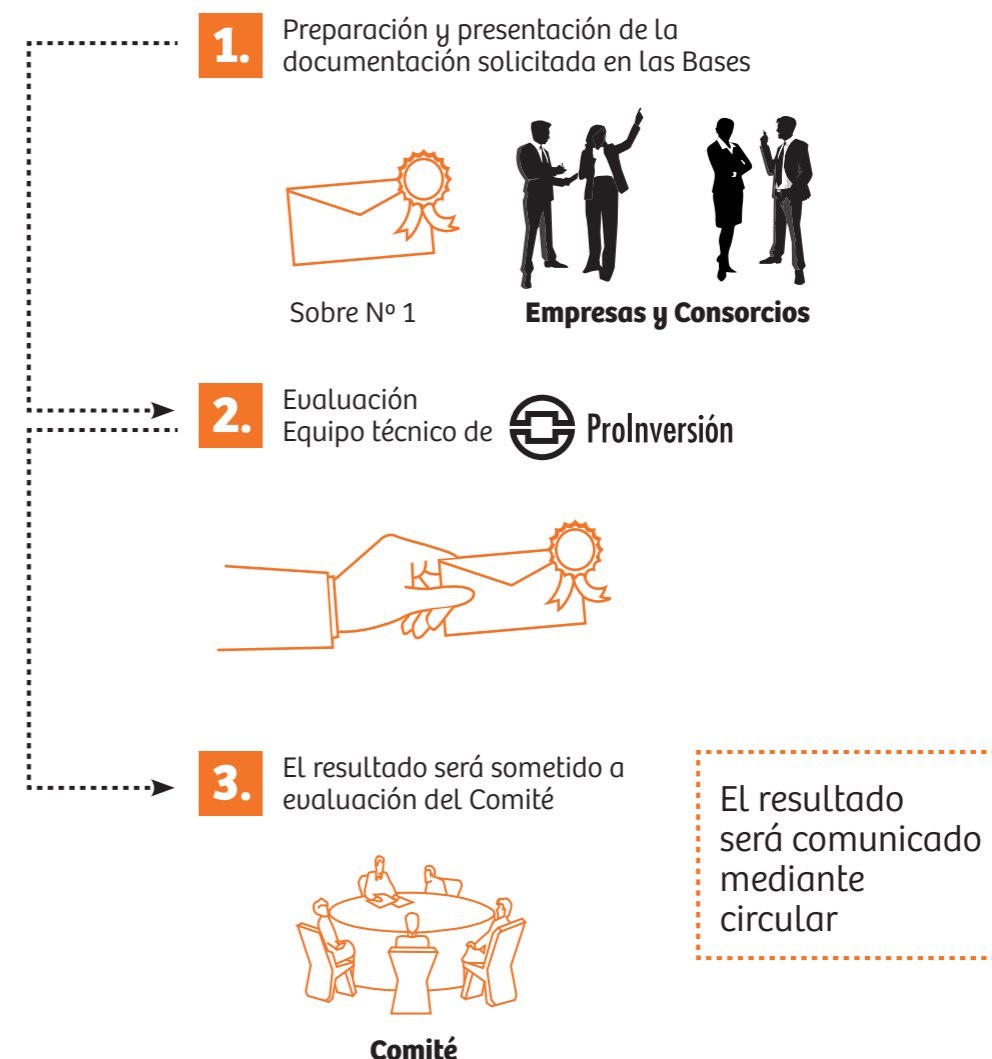 1.
Preparación y presentación de la
documentación solicitada en las Bases
Sobre Nº 1
Empresas y Consorcios
2.
Evaluación
Equipo técnico de
ProInversión
3.
El resultado será sometido a
evaluación del Comité
El resultado
será comunicado
mediante
circular
Comité